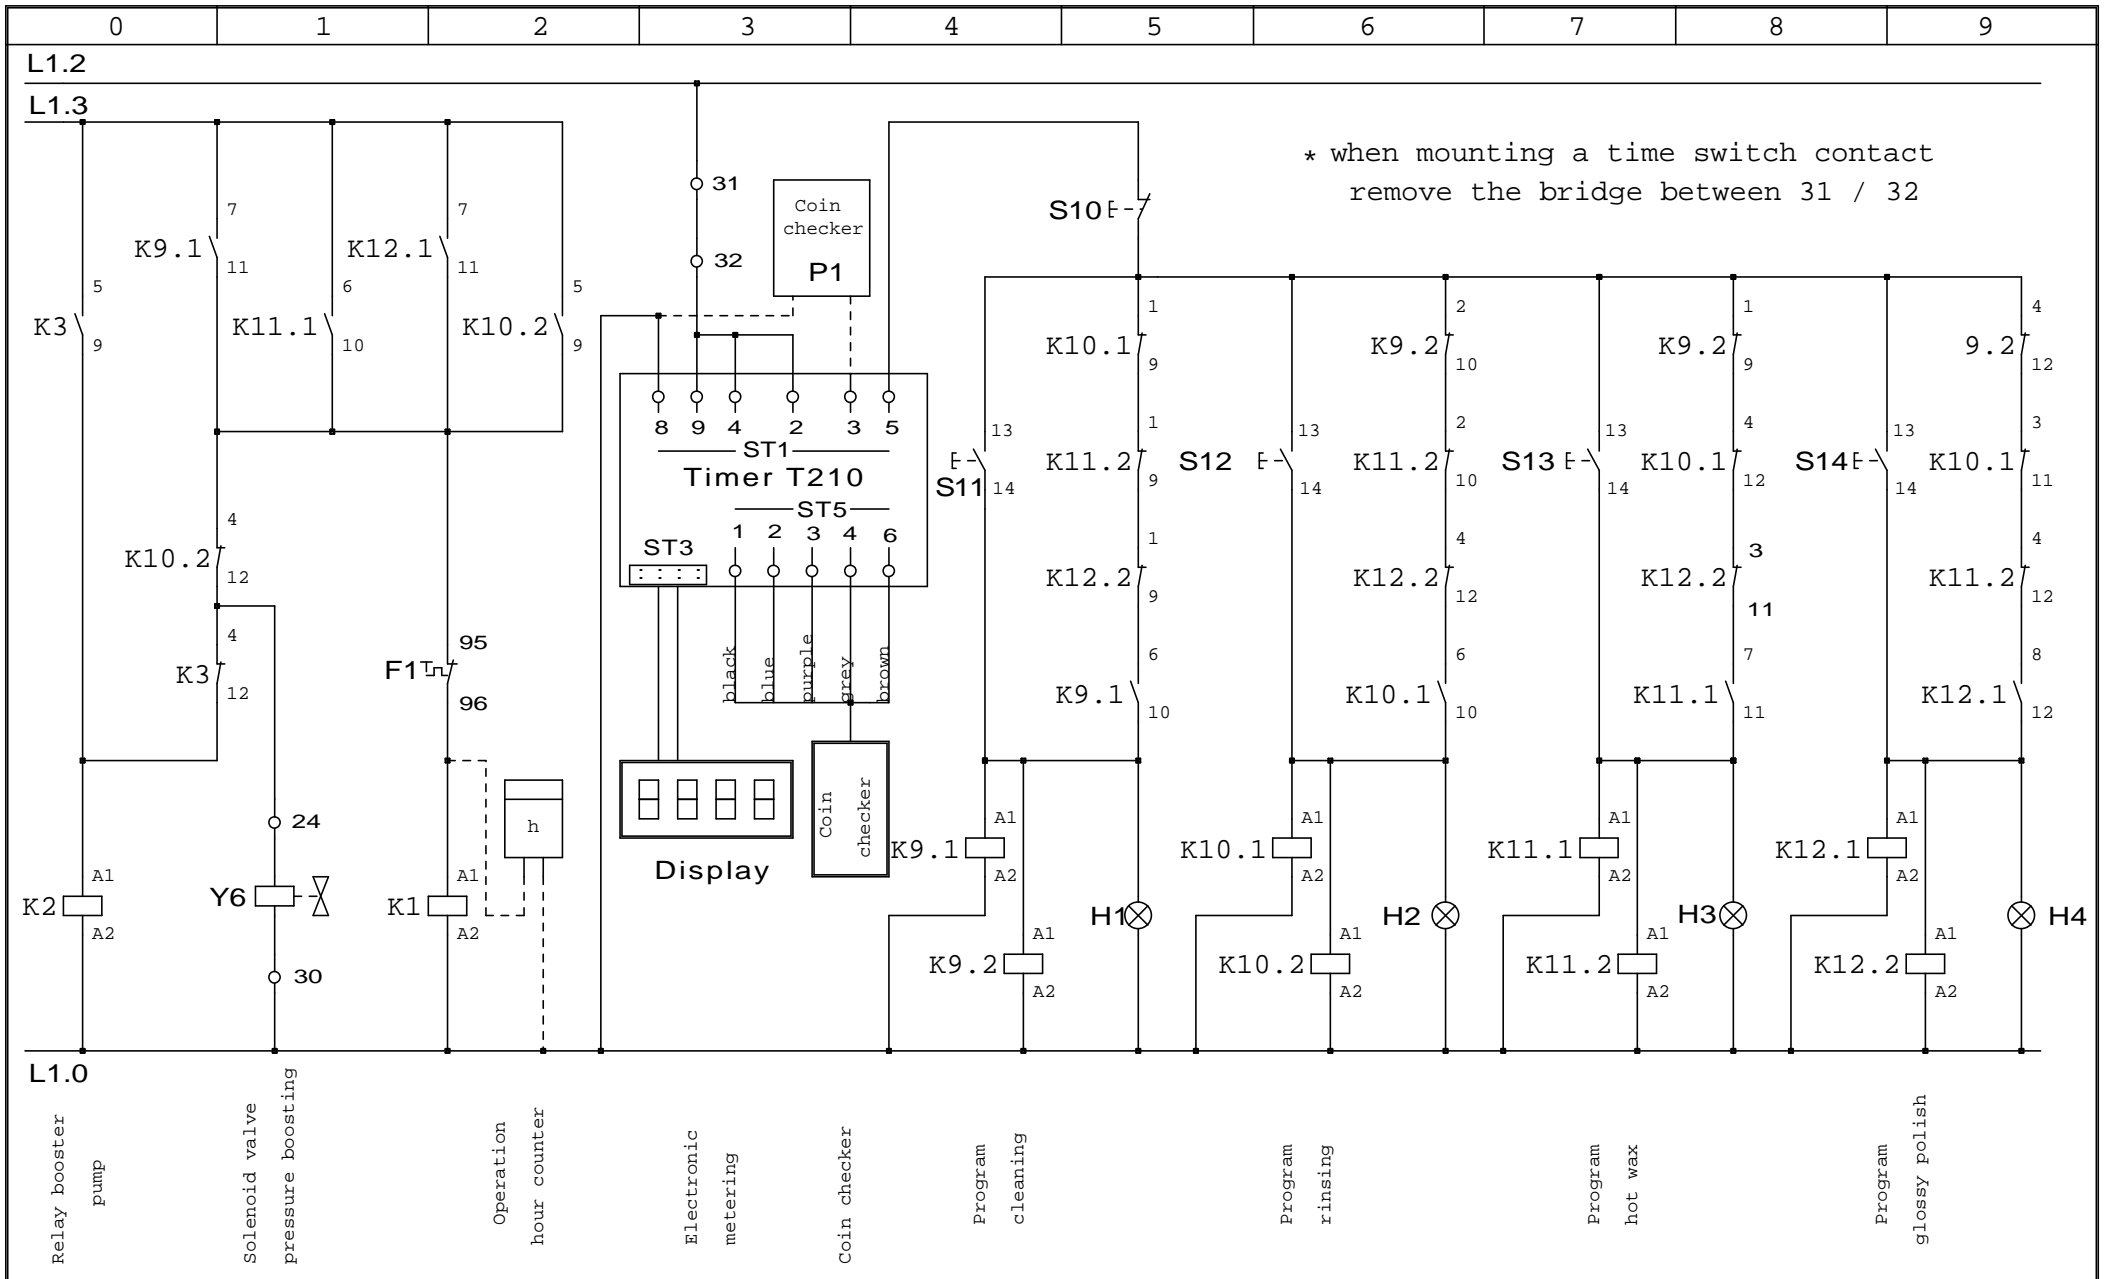 0 1 2 3 4 5 6 7 8 9
L1.2
L1.3
* when mounting a time switch contact
remove the bridge between 31 / 32
K3 5 9
K9.1 7 11
K11.1 6 10
K12.1 7 11
K10.2 5 9
K10.2 4 12
K3 4 12
F1 95 96
K2 A1 A2
24
Y6
30
K1 A1 A2
h
31
32
Coin
checker
P1
8 9 4 2 3 5
ST1
Timer T210
ST5
1 2 3 4 6
ST3
black
blue
purple
grey
brown
Display
Coin
checker
S10
S11 13 14
K10.1 1 9
K11.2 1 9
K12.2 1 9
K9.1 6 10
K9.1 A1 A2
K9.2 A1 A2
H1
S12 13 14
K9.2 2 10
K11.2 2 10
K12.2 4 12
K10.1 6 10
K10.1 A1 A2
K10.2 A1 A2
H2
S13 13 14
K9.2 1 9
K10.1 4 12
K12.2 3 11
K11.1 7 11
K11.1 A1 A2
K11.2 A1 A2
H3
S14 13 14
9.2 4 12
K10.1 3 11
K11.2 4 12
K12.1 8 12
K12.1 A1 A2
K12.2 A1 A2
H4
L1.0
Relay booster
pump
Solenoid valve
pressure boosting
Operation
hour counter
Electronic
metering
Coin checker
Program
cleaning
Program
rinsing
Program
hot wax
Program
glossy polish